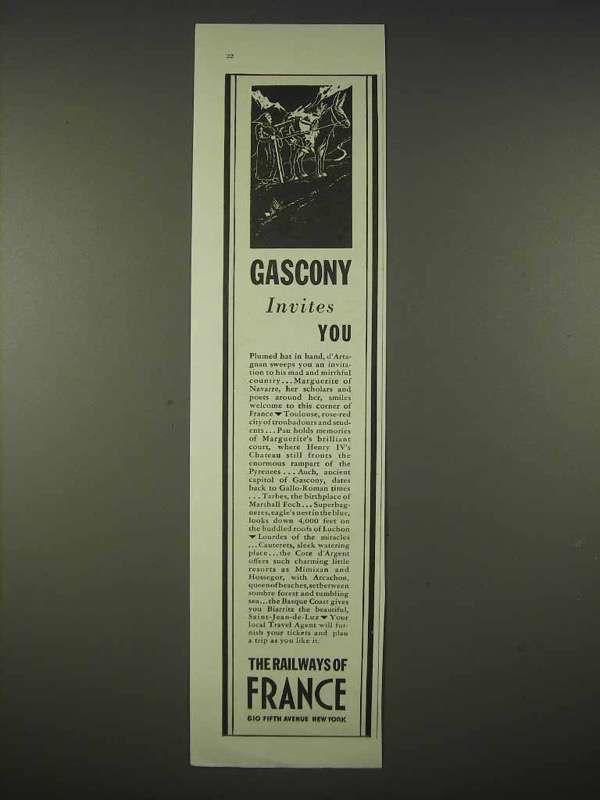 22
GASCONY
Invites
YOU
Plumed hat in hand, d'Arta-
gnan sweeps you an invita-
tion to his mad and mirthful
country... Marguerite of
Navarre, her scholars and
poets around her, smiles
welcome to this corner of
France ▾ Toulouse, rose-red
city of troubadours and stud-
ents... Pau holds memories
of Marguerite's brilliant
court, where Henry IV's
Chateau still fronts the
enormous rampart of the
Pyrenees... Auch, ancient
capitol of Gascony, dates
back to Gallo-Roman times
... Tarbes, the birthplace of
Marshall Foch... Superbag-
neres, eagle's nest in the blue,
looks down 4,000 feet on
the huddled roofs of Luchon
▾ Lourdes of the miracles
... Cauterets, sleek watering
place... the Cote d'Argent
offers such charming little
resorts as Mimizan and
Hossegor, with Arcachon,
queen of beaches, set between
sombre forest and tumbling
sea... the Basque Coast gives
you Biarritz the beautiful,
Saint-Jean-de-Luz ▾ Your
local Travel Agent will fur-
nish your tickets and plan
a trip as you like it.
THE RAILWAYS OF
FRANCE
610 FIFTH AVENUE NEW YORK